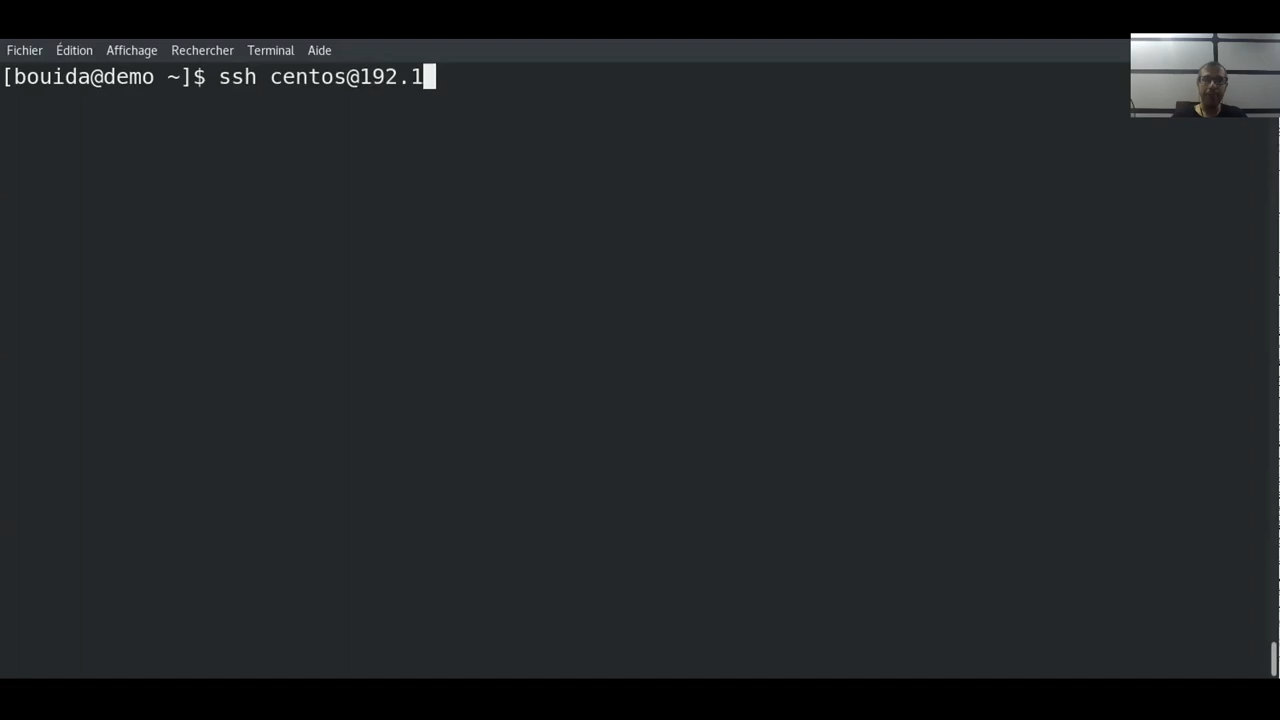 Fichier Édition Affichage Rechercher Terminal Aide
[bouida@demo ~]$ ssh centos@192.1